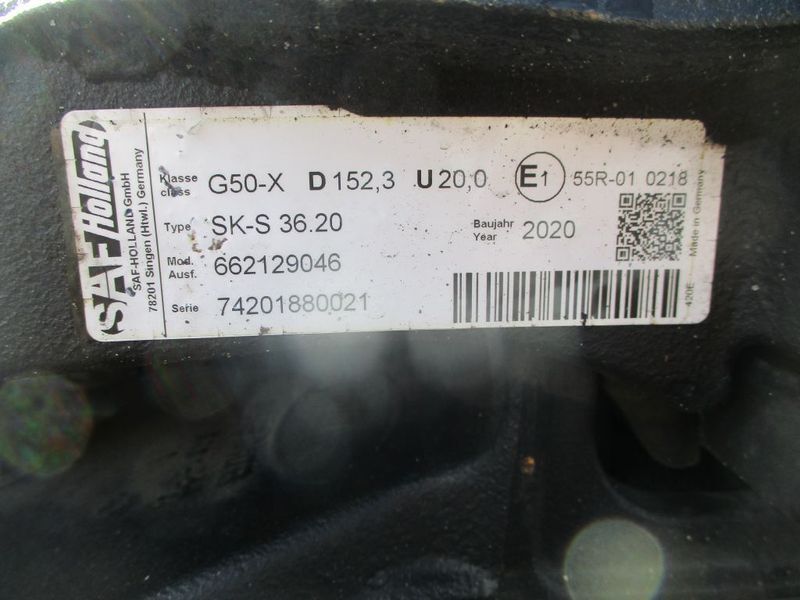 SAF Holland
SAF-HOLLAND GmbH
78201 Singen (Htwl.) Germany
Klasse class G50-X D 152,3 U 20,0 E1 55R-01 0218
Type SK-S 36.20 Baujahr Year 2020
Mod. Ausf. 662129046
Serie 74201880021
Made in Germany
420E